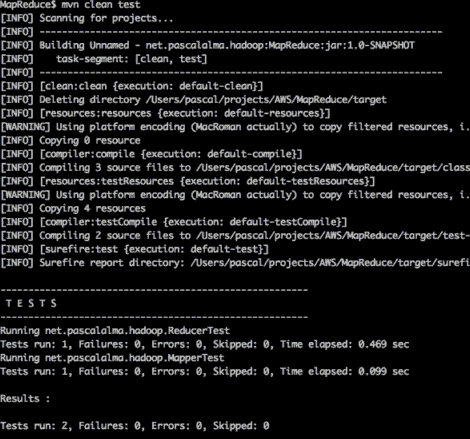 MapReduce$ mvn clean test
[INFO] Scanning for projects...
[INFO] ------------------------------------------------------------------------
[INFO] Building Unnamed - net.pascalalma.hadoop:MapReduce:jar:1.0-SNAPSHOT
[INFO]    task-segment: [clean, test]
[INFO] ------------------------------------------------------------------------
[INFO] [clean:clean {execution: default-clean}]
[INFO] Deleting directory /Users/pascal/projects/AWS/MapReduce/target
[INFO] [resources:resources {execution: default-resources}]
[WARNING] Using platform encoding (MacRoman actually) to copy filtered resources, i.
[INFO] Copying 0 resource
[INFO] [compiler:compile {execution: default-compile}]
[INFO] Compiling 3 source files to /Users/pascal/projects/AWS/MapReduce/target/class
[INFO] [resources:testResources {execution: default-testResources}]
[WARNING] Using platform encoding (MacRoman actually) to copy filtered resources, i.
[INFO] Copying 4 resources
[INFO] [compiler:testCompile {execution: default-testCompile}]
[INFO] Compiling 2 source files to /Users/pascal/projects/AWS/MapReduce/target/test-
[INFO] [surefire:test {execution: default-test}]
[INFO] Surefire report directory: /Users/pascal/projects/AWS/MapReduce/target/surefi
-------------------------------------------------------
T E S T S
-------------------------------------------------------
Running net.pascalalma.hadoop.ReducerTest
Tests run: 1, Failures: 0, Errors: 0, Skipped: 0, Time elapsed: 0.469 sec
Running net.pascalalma.hadoop.MapperTest
Tests run: 1, Failures: 0, Errors: 0, Skipped: 0, Time elapsed: 0.099 sec
Results :
Tests run: 2, Failures: 0, Errors: 0, Skipped: 0